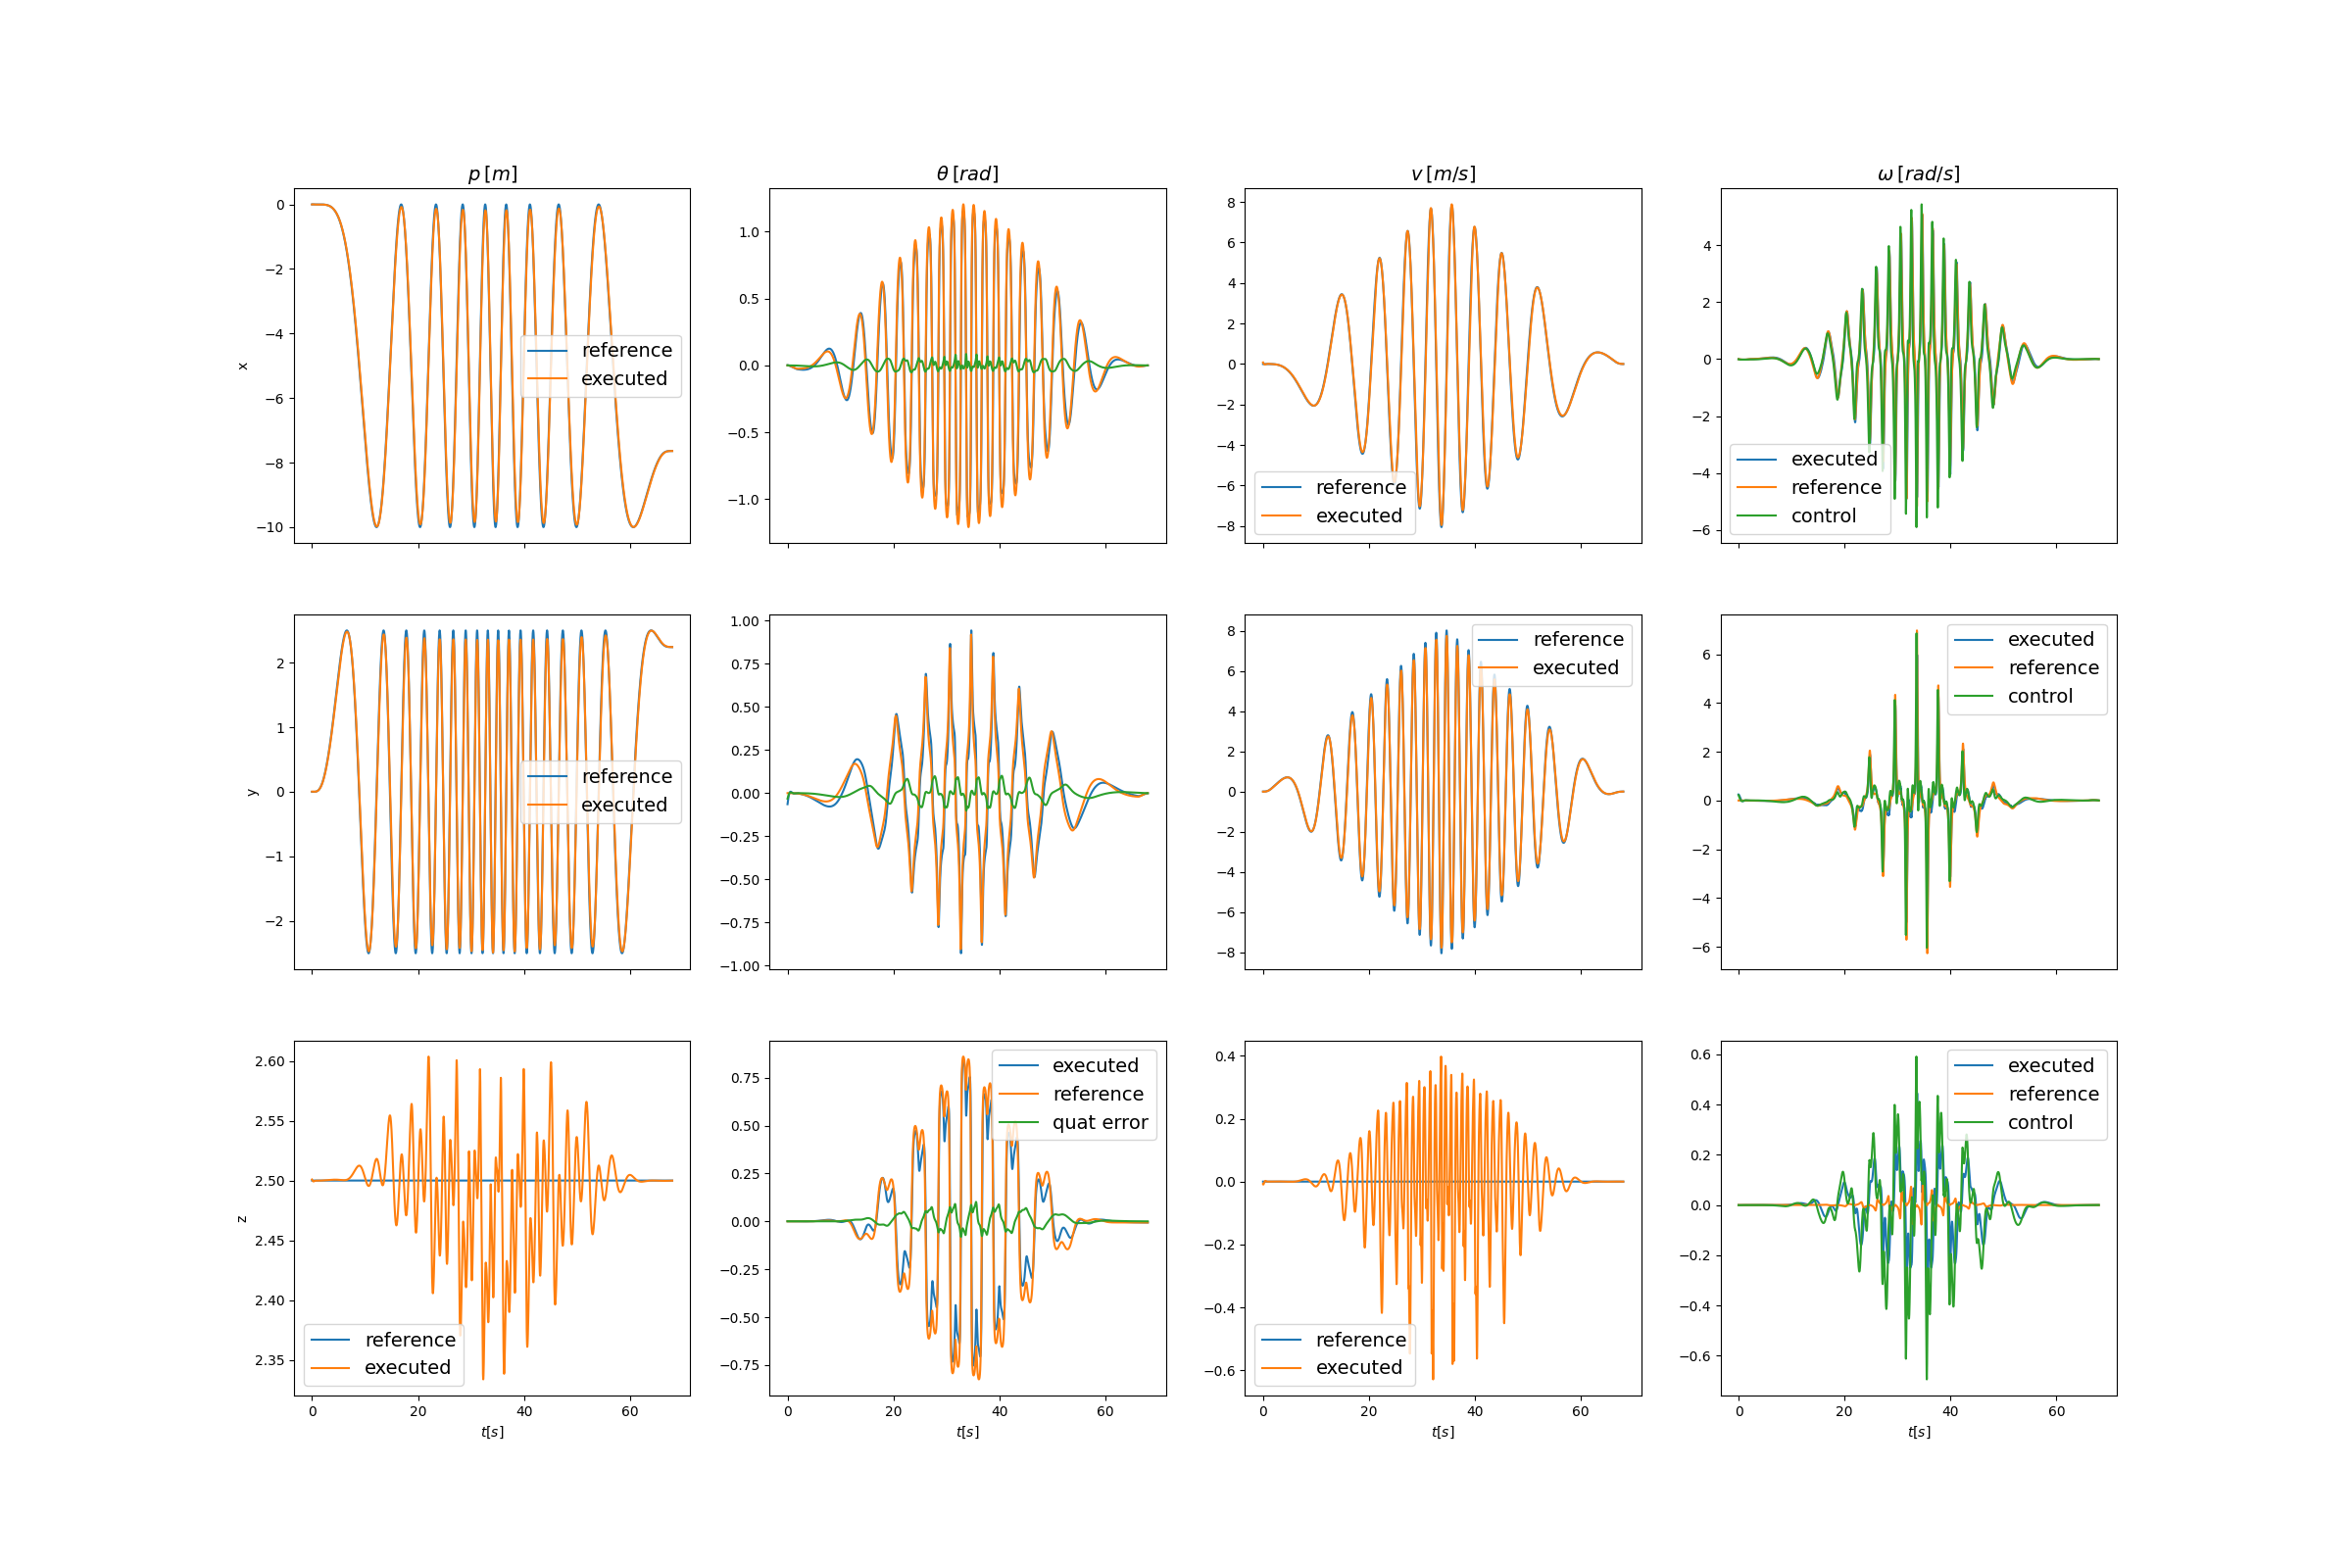 p [m]
θ [rad]
v [m/s]
ω [rad/s]
x
0
−2
−4
−6
−8
−10
reference
executed
1.0
0.5
0.0
−0.5
−1.0
8
6
4
2
0
−2
−4
−6
−8
reference
executed
4
2
0
−2
−4
−6
executed
reference
control
y
2
1
0
−1
−2
reference
executed
1.00
0.75
0.50
0.25
0.00
−0.25
−0.50
−0.75
−1.00
8
6
4
2
0
−2
−4
−6
−8
reference
executed
6
4
2
0
−2
−4
−6
executed
reference
control
z
2.60
2.55
2.50
2.45
2.40
2.35
reference
executed
0 20 40 60
t[s]
0.75
0.50
0.25
0.00
−0.25
−0.50
−0.75
executed
reference
quat error
0 20 40 60
t[s]
0.4
0.2
0.0
−0.2
−0.4
−0.6
reference
executed
0 20 40 60
t[s]
0.6
0.4
0.2
0.0
−0.2
−0.4
−0.6
executed
reference
control
0 20 40 60
t[s]